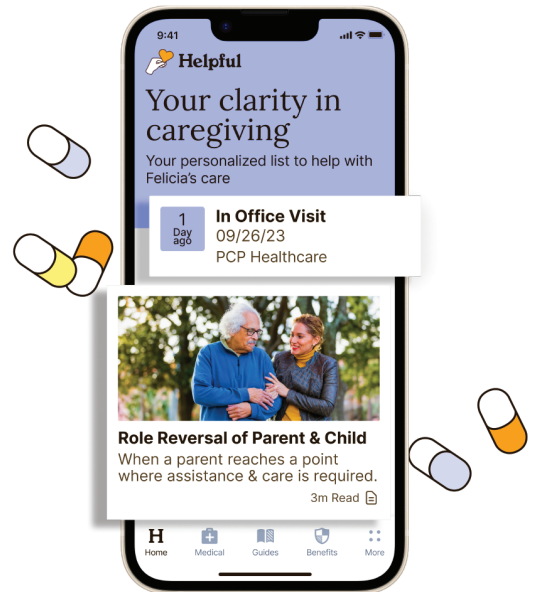 9:41
Helpful
Your clarity in
caregiving
Your personalized list to help with
Felicia's care
1
Day
ago
In Office Visit
09/26/23
PCP Healthcare
Role Reversal of Parent & Child
When a parent reaches a point
where assistance & care is required.
3m Read
H
Home
Medical
Guides
Benefits
More